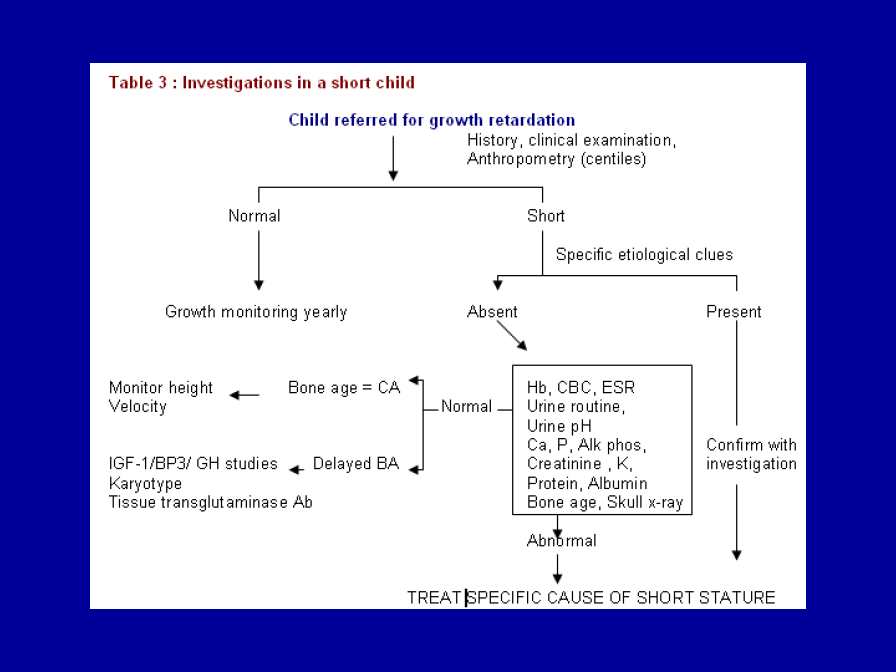 Table 3 : Investigations in a short child
Child referred for growth retardation
History, clinical examination,
Anthropometry (centiles)
Normal
Short
Specific etiological clues
Growth monitoring yearly
Absent
Present
Monitor height
Velocity
Bone age = CA
Normal
Hb, CBC, ESR
Urine routine,
Urine pH
Ca, P, Alk phos,
Creatinine , K,
Protein, Albumin
Bone age, Skull x-ray
Confirm with
investigation
IGF-1/BP3/ GH studies
Karyotype
Tissue transglutaminase Ab
Delayed BA
Abnormal
TREAT SPECIFIC CAUSE OF SHORT STATURE